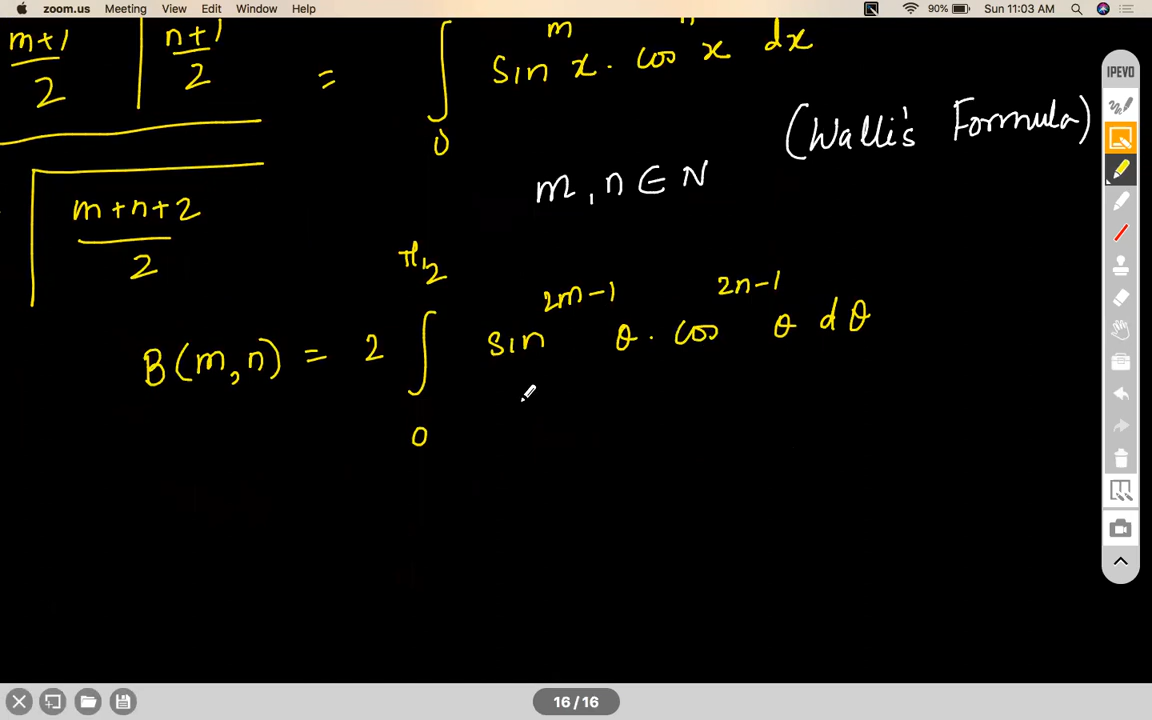 zoom.us Meeting View Edit Window Help 90% Sun 11:03 AM
IPEVO
m+1/2 n+1/2 = ∫ 0 sin^m x . cos^n x dx
(Walli's Formula)
m+n+2/2
m, n ∈ N
B(m, n) = 2 ∫ 0 π/2 sin^2m-1 θ . cos^2n-1 θ dθ
16 / 16